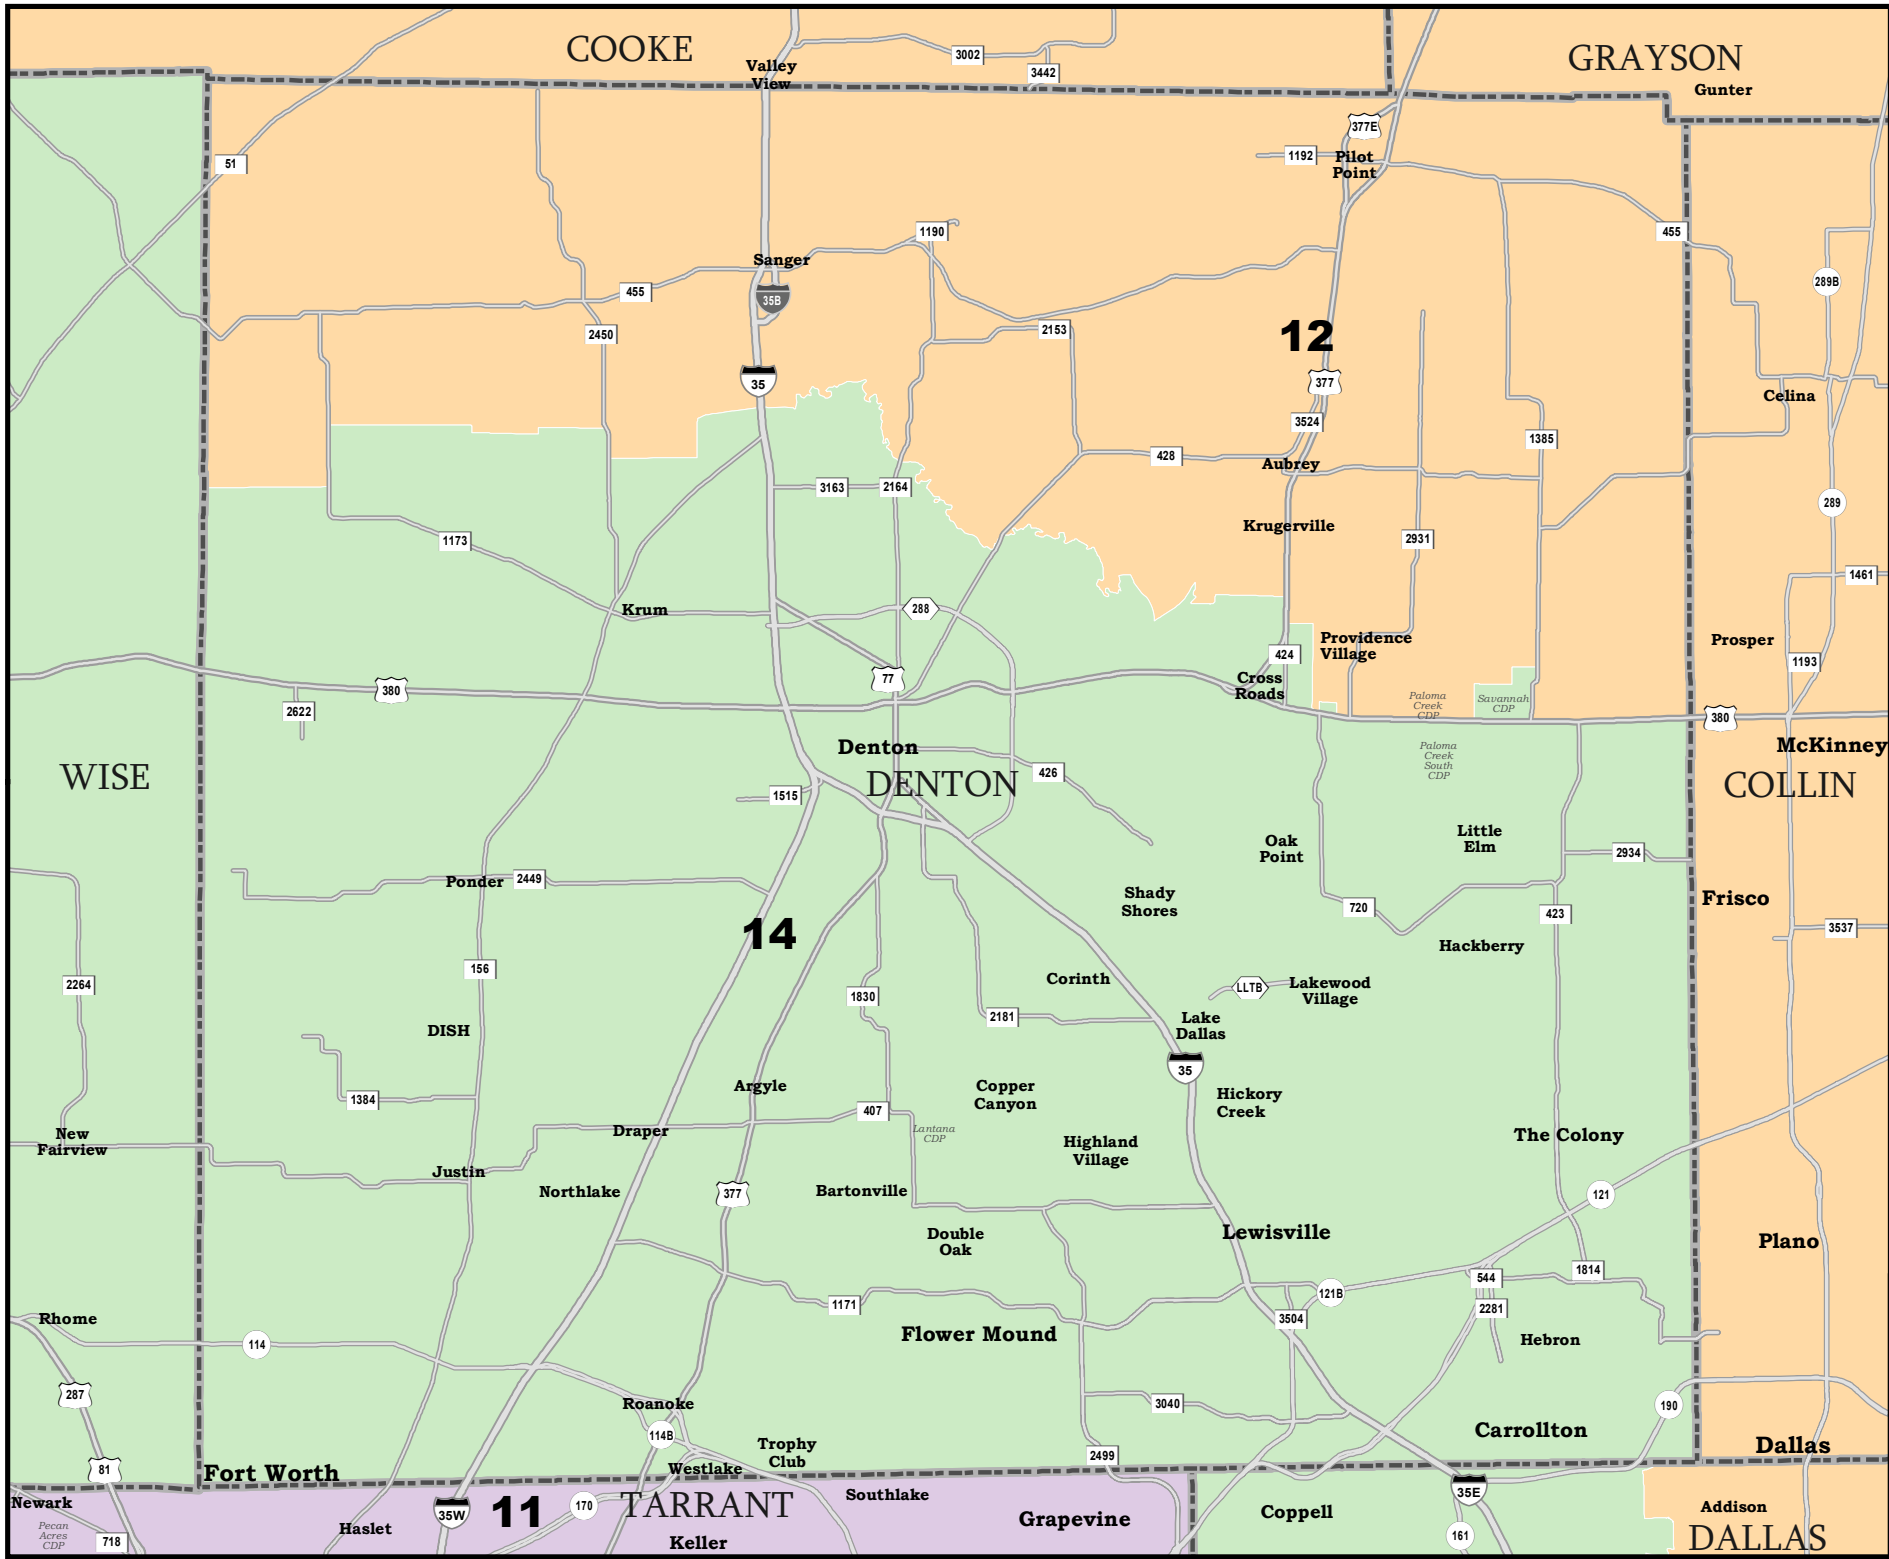 COOKE
GRAYSON
Valley
View
3002
3442
Gunter
377E
51
1192
Pilot
Point
1190
455
Sanger
289B
455
35B
2450
2153
12
35
377
Celina
3524
1385
428
Aubrey
3163
2164
289
Krugerville
1173
2931
1461
Krum
288
Providence
Village
Prosper
424
1193
77
Cross
Roads
380
Paloma
Creek
CDP
Savannah
CDP
2622
380
Denton
McKinney
Paloma
Creek
South
CDP
WISE
DENTON
426
COLLIN
1515
Oak
Point
Little
Elm
2934
Ponder
2449
Shady
Shores
Frisco
720
423
14
3537
Hackberry
156
Corinth
2264
LLTB
Lakewood
Village
1830
2181
Lake
Dallas
DISH
35
Argyle
Copper
Canyon
Hickory
Creek
1384
407
Lantana
CDP
New
Fairview
Draper
Highland
Village
The Colony
Justin
Northlake
377
Bartonville
121
Double
Oak
Lewisville
Plano
544
1814
121B
1171
2281
3504
Rhome
114
Flower Mound
Hebron
287
Roanoke
3040
190
114B
Carrollton
Trophy
Club
Dallas
2499
81
Fort Worth
Westlake
Newark
35W
11
170
TARRANT
Southlake
35E
Addison
Pecan
Acres
CDP
718
Haslet
Keller
Grapevine
Coppell
161
DALLAS